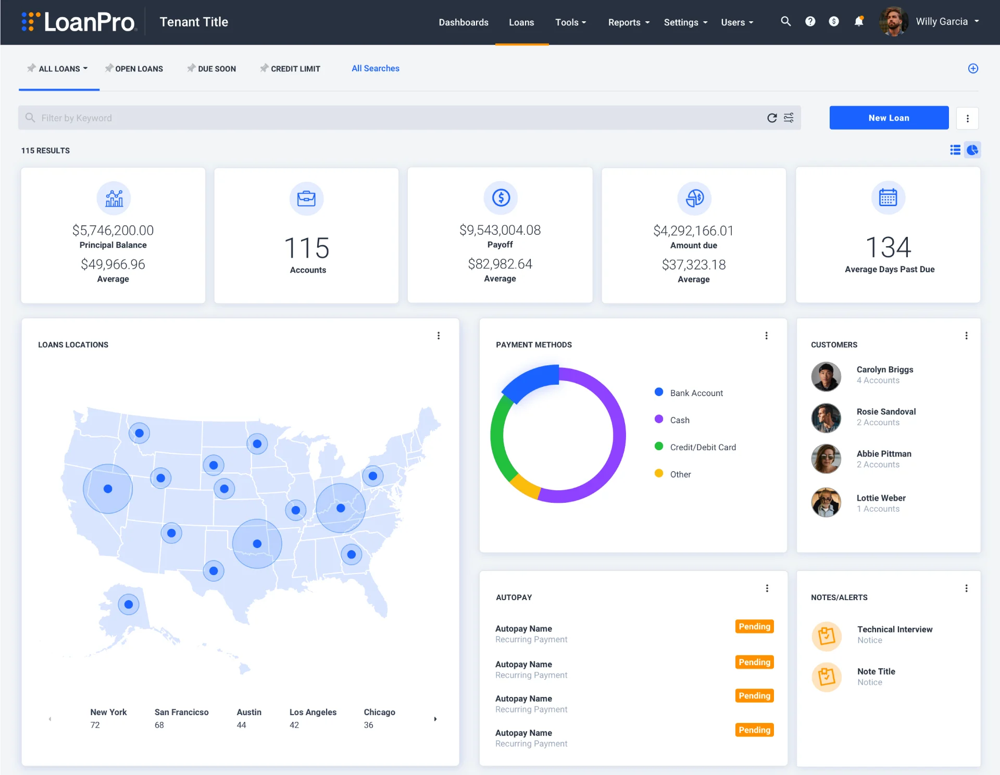 LoanPro
Tenant Title
Dashboards
Loans
Tools
Reports
Settings
Users
Willy Garcia
ALL LOANS
OPEN LOANS
DUE SOON
CREDIT LIMIT
All Searches
Filter by Keyword
New Loan
115 RESULTS
$5,746,200.00
Principal Balance
$49,966.96
Average
115
Accounts
$9,543,004.08
Payoff
$82,982.64
Average
$4,292,166.01
Amount due
$37,323.18
Average
134
Average Days Past Due
LOANS LOCATIONS
New York
72
San Francicso
68
Austin
44
Los Angeles
42
Chicago
36
PAYMENT METHODS
Bank Account
Cash
Credit/Debit Card
Other
CUSTOMERS
Carolyn Briggs
4 Accounts
Rosie Sandoval
2 Accounts
Abbie Pittman
2 Accounts
Lottie Weber
1 Accounts
AUTOPAY
Autopay Name
Recurring Payment
Pending
Autopay Name
Recurring Payment
Pending
Autopay Name
Recurring Payment
Pending
Autopay Name
Recurring Payment
Pending
NOTES/ALERTS
Technical Interview
Notice
Note Title
Notice